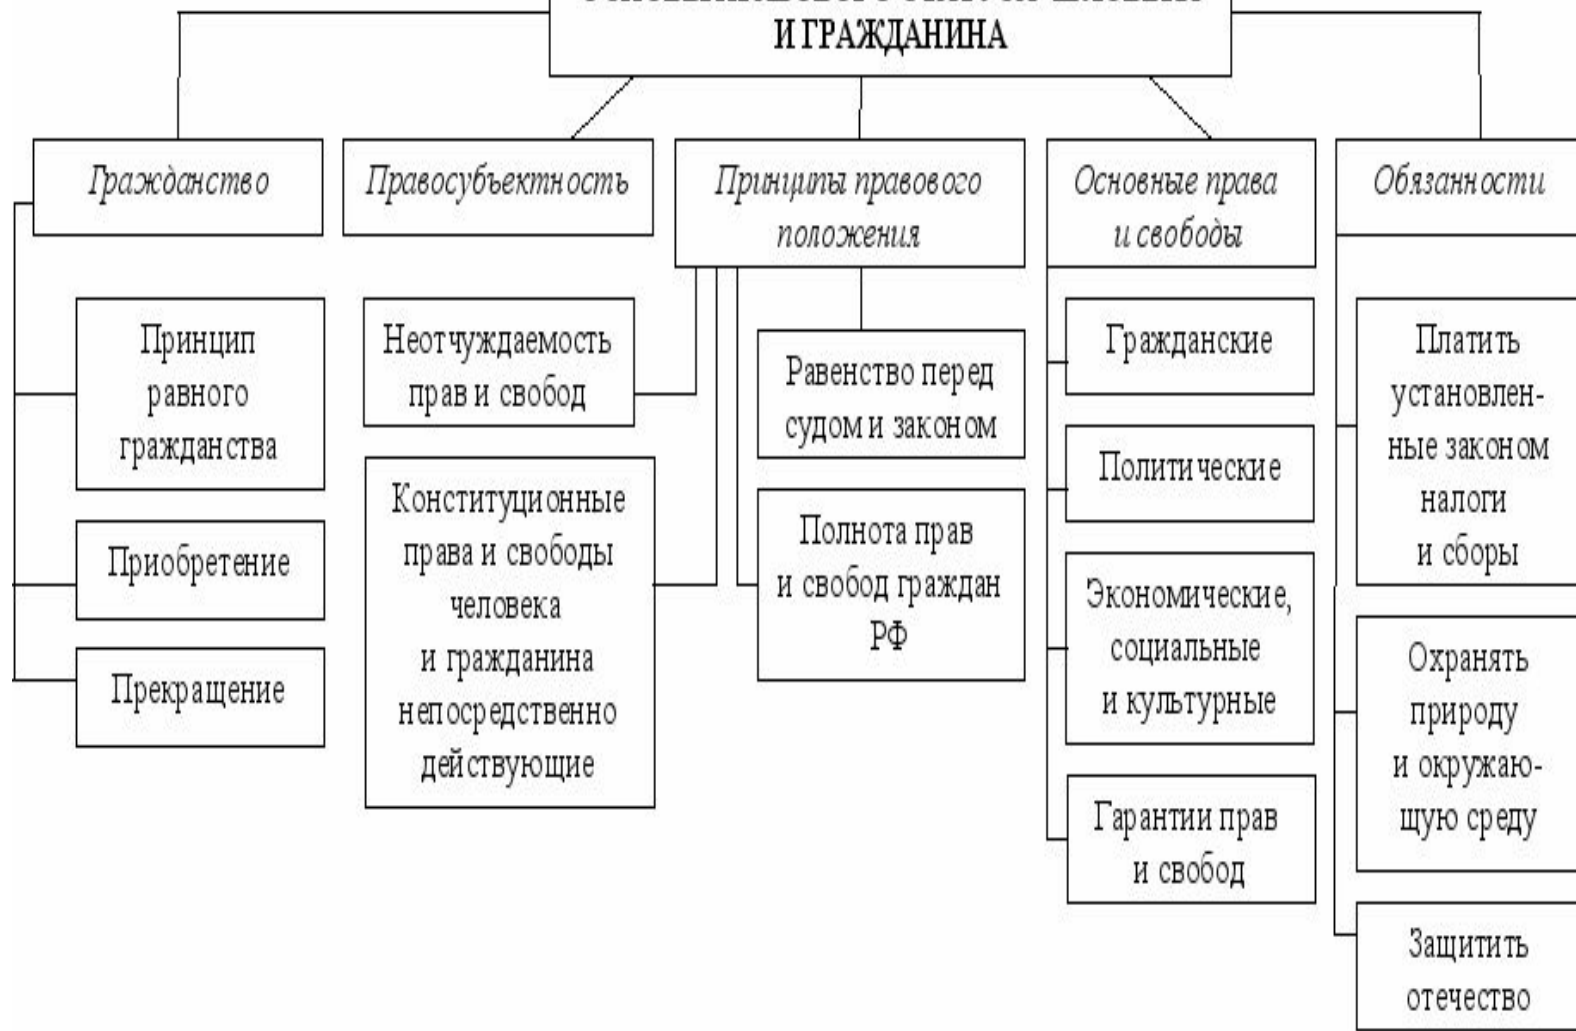 И ГРАЖДАНИНА
Гражданство
Правосубъектность
Принципы правового
положения
Основные права
и свободы
Обязанности
Принцип
равного
гражданства
Приобретение
Прекращение
Неотчуждаемость
прав и свобод
Конституционные
права и свободы
человека
и гражданина
непосредственно
действующие
Равенство перед
судом и законом
Полнота прав
и свобод граждан
РФ
Гражданские
Политические
Экономические,
социальные
и культурные
Гарантии прав
и свобод
Платить
установлен-
ные законом
налоги
и сборы
Охранять
природу
и окружаю-
щую среду
Защитить
отечество